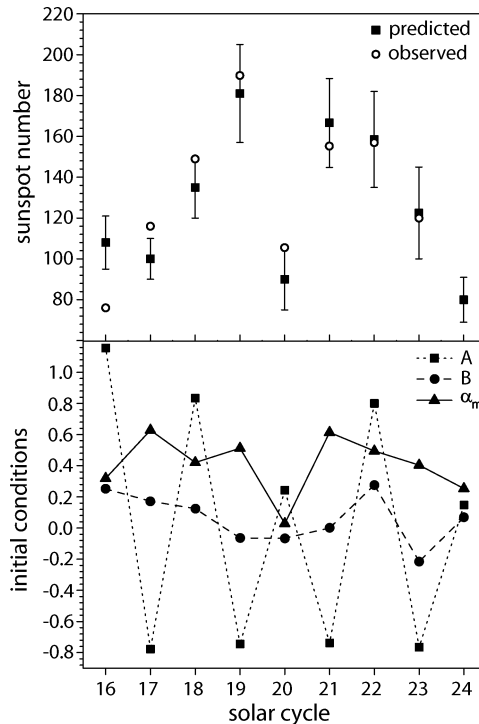 220
200
180
160
140
120
100
80
sunspot number
predicted
observed
1.0
0.8
0.6
0.4
0.2
0.0
-0.2
-0.4
-0.6
-0.8
initial conditions
A
B
αm
16 17 18 19 20 21 22 23 24
solar cycle